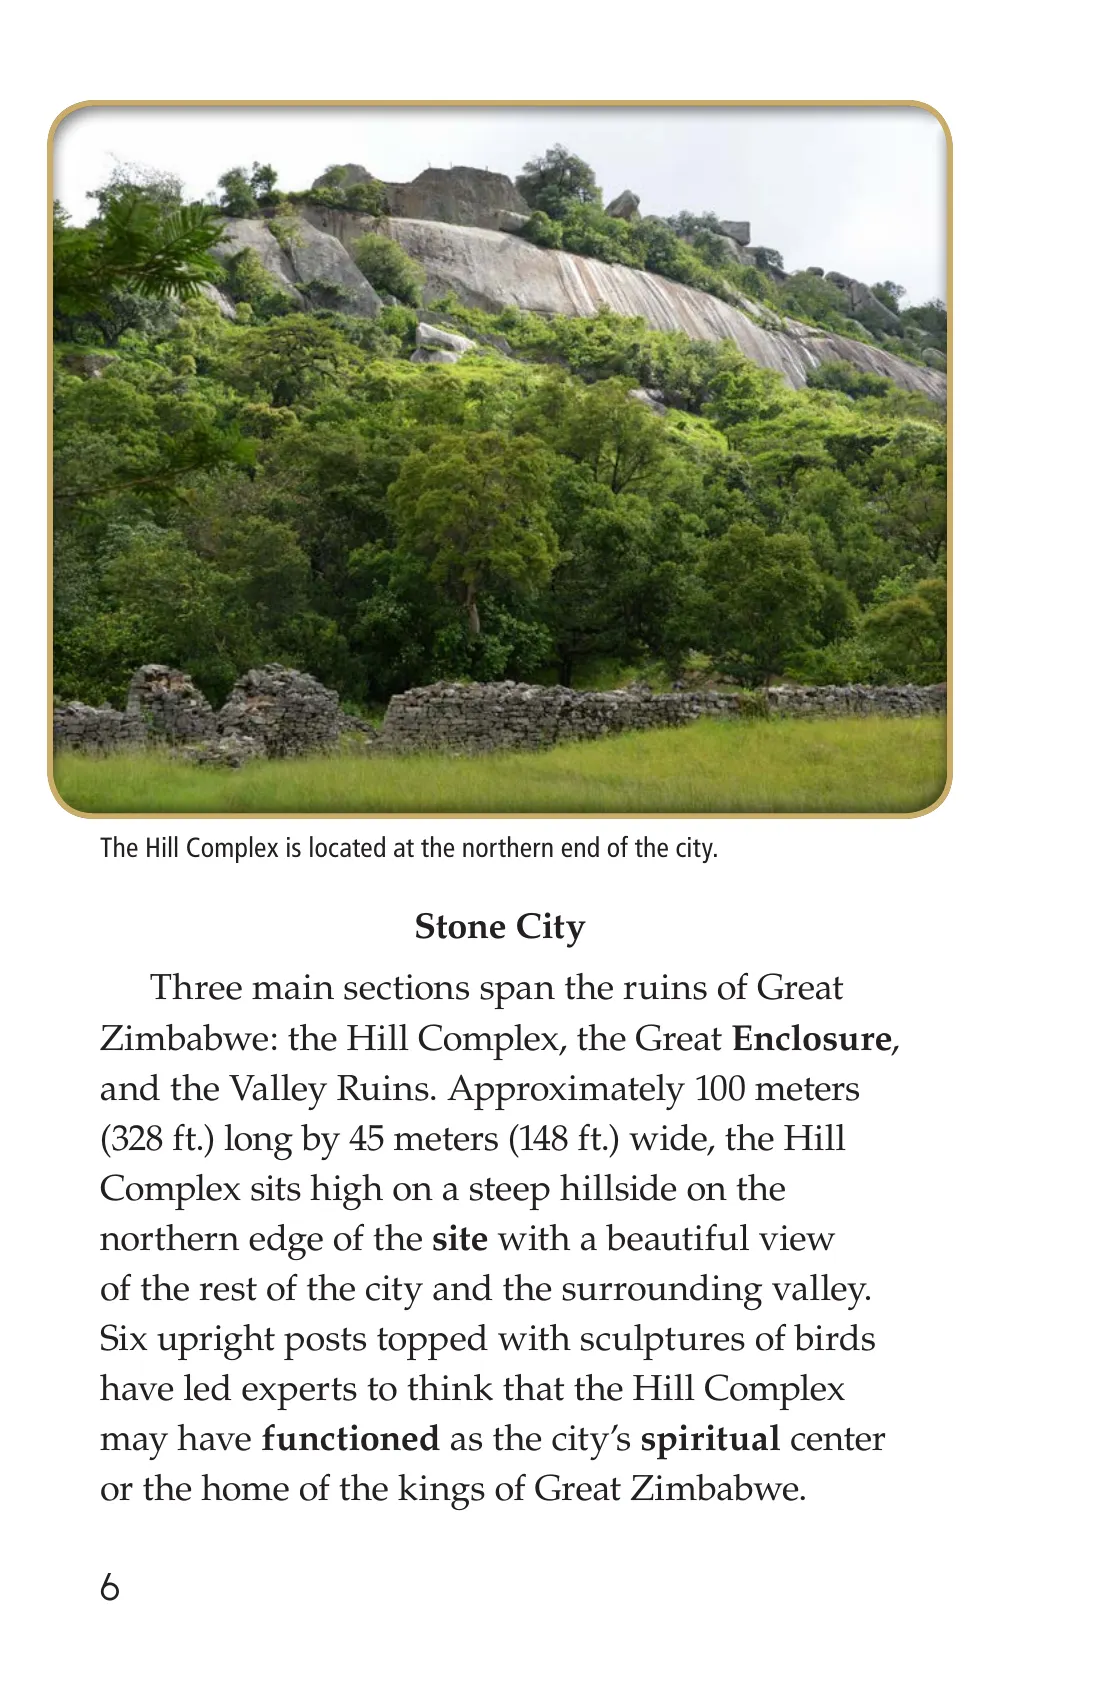 The Hill Complex is located at the northern end of the city.
Stone City
Three main sections span the ruins of Great
Zimbabwe: the Hill Complex, the Great Enclosure,
and the Valley Ruins. Approximately 100 meters
(328 ft.) long by 45 meters (148 ft.) wide, the Hill
Complex sits high on a steep hillside on the
northern edge of the site with a beautiful view
of the rest of the city and the surrounding valley.
Six upright posts topped with sculptures of birds
have led experts to think that the Hill Complex
may have functioned as the city’s spiritual center
or the home of the kings of Great Zimbabwe.
6